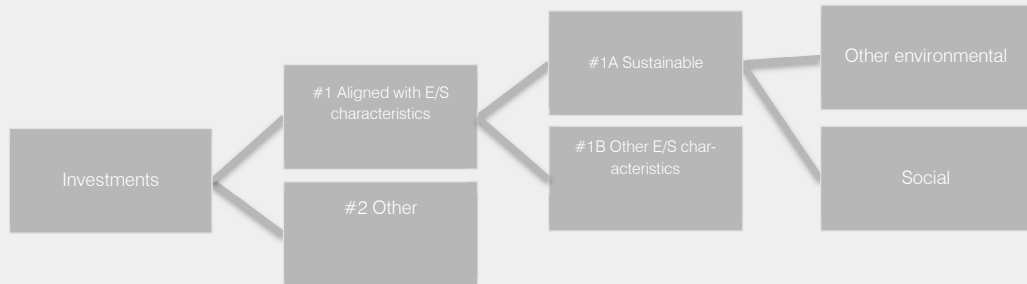 Investments
#1 Aligned with E/S
characteristics
#2 Other
#1A Sustainable
#1B Other E/S char-
acteristics
Other environmental
Social